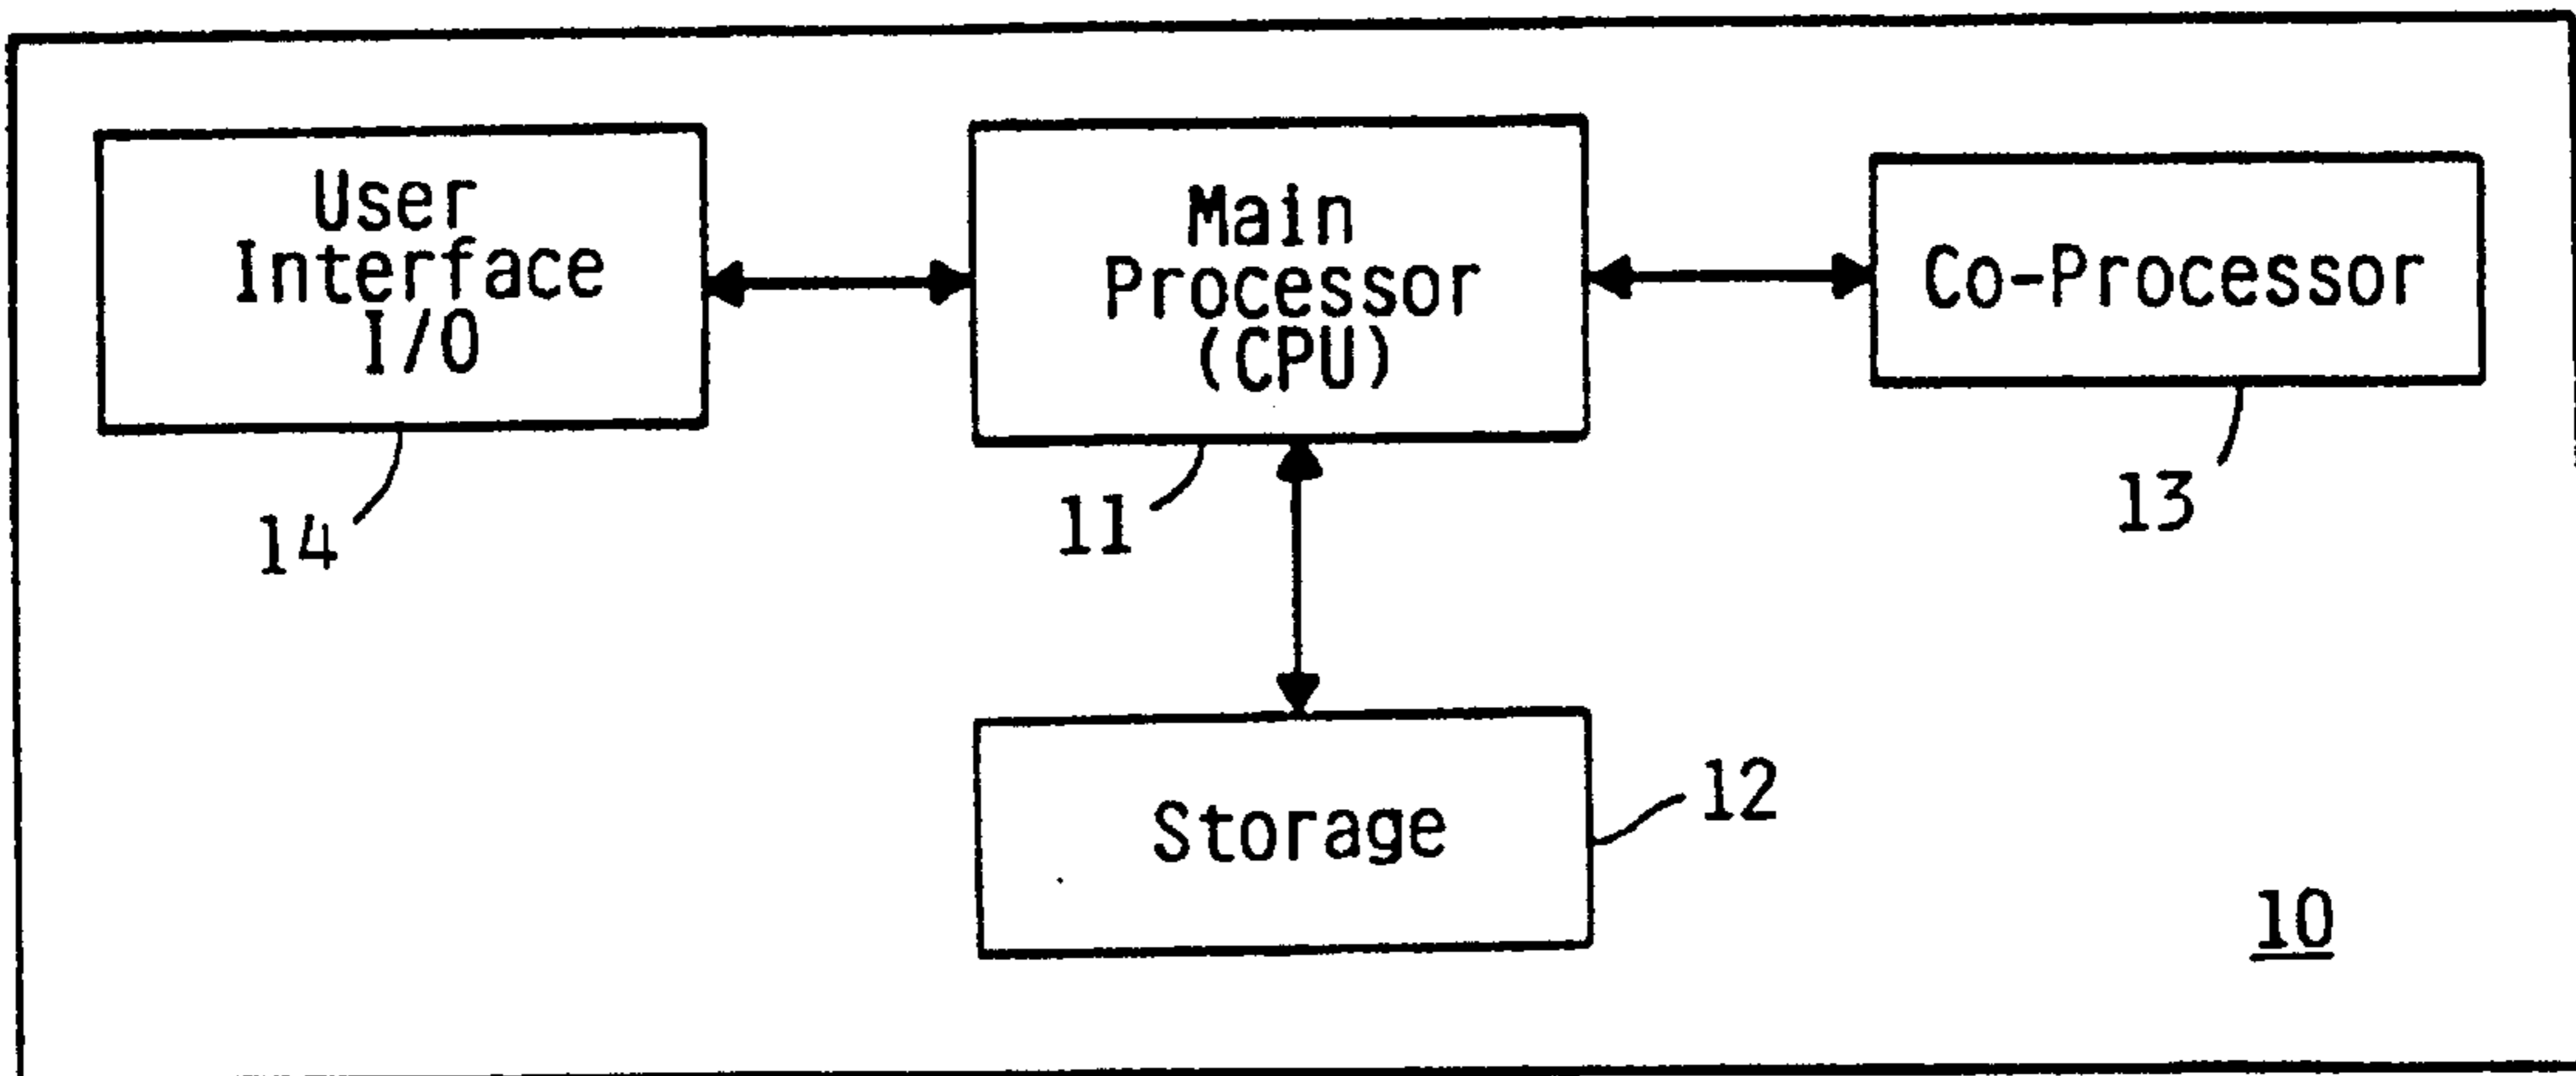 User
Interface
I/O
14
Main
Processor
(CPU)
11
Co-Processor
13
Storage
12
10